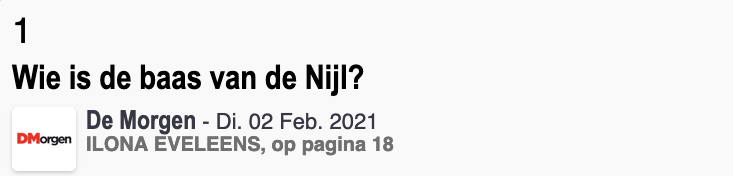 1
Wie is de baas van de Nijl?
DMorgen
De Morgen - Di. 02 Feb. 2021
ILONA EVELEENS, op pagina 18